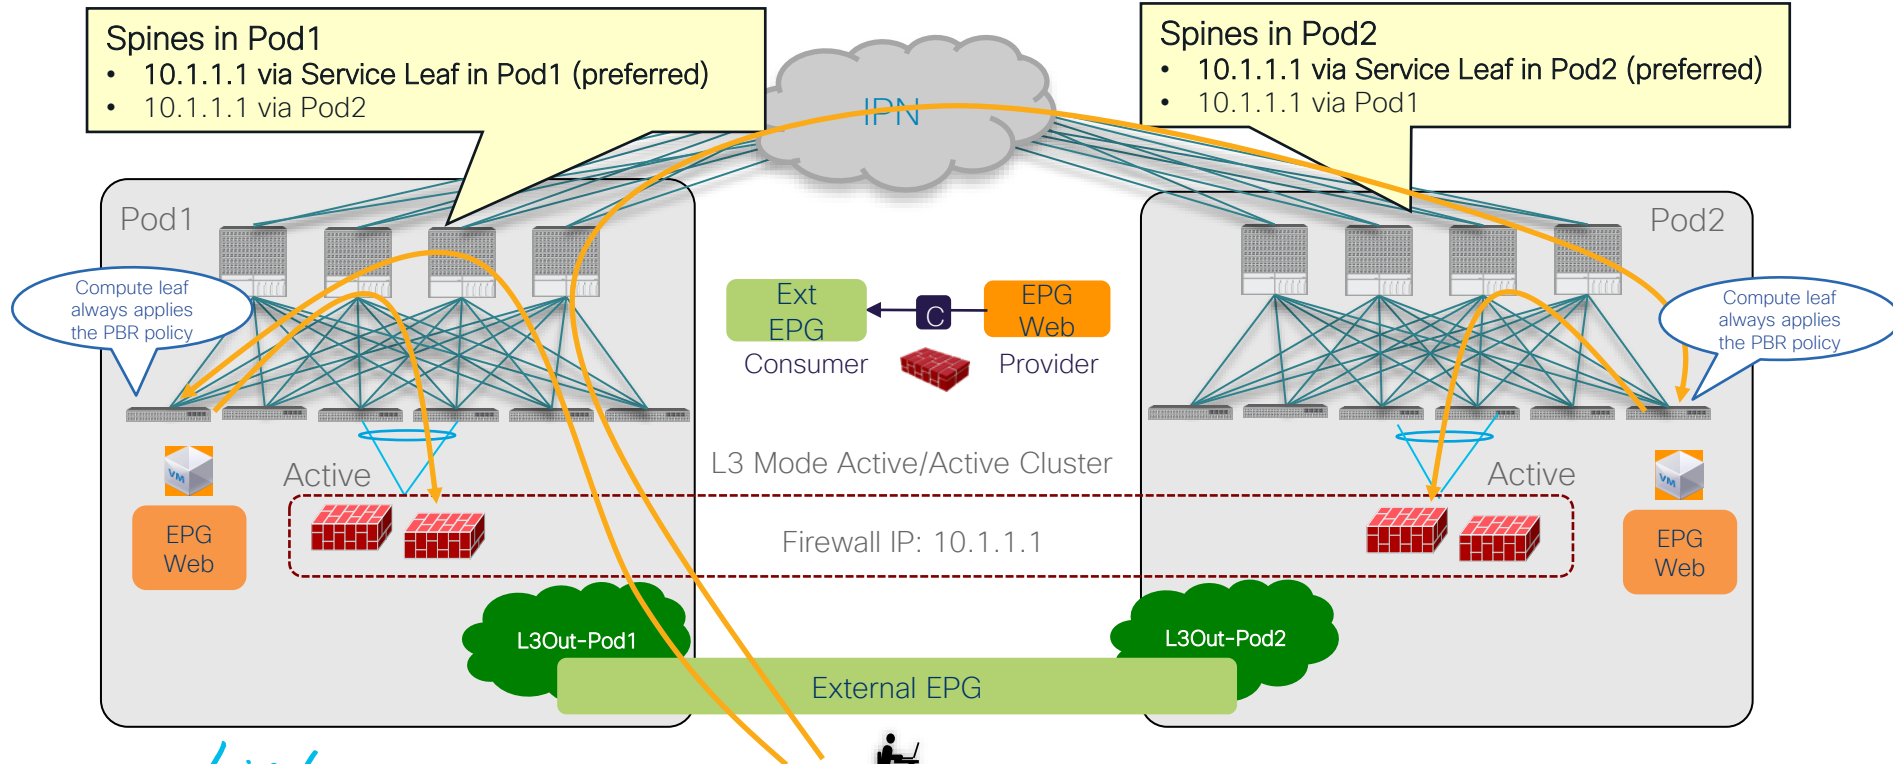 Spines in Pod1
• 10.1.1.1 via Service Leaf in Pod1 (preferred)
• 10.1.1.1 via Pod2
Spines in Pod2
• 10.1.1.1 via Service Leaf in Pod2 (preferred)
• 10.1.1.1 via Pod1
IPN
Pod1
Pod2
Compute leaf
always applies
the PBR policy
Ext
EPG
C
EPG
Web
Consumer
Provider
Compute leaf
always applies
the PBR policy
VM
EPG
Web
Active
L3 Mode Active/Active Cluster
Firewall IP: 10.1.1.1
Active
VM
EPG
Web
L3Out-Pod1
L3Out-Pod2
External EPG